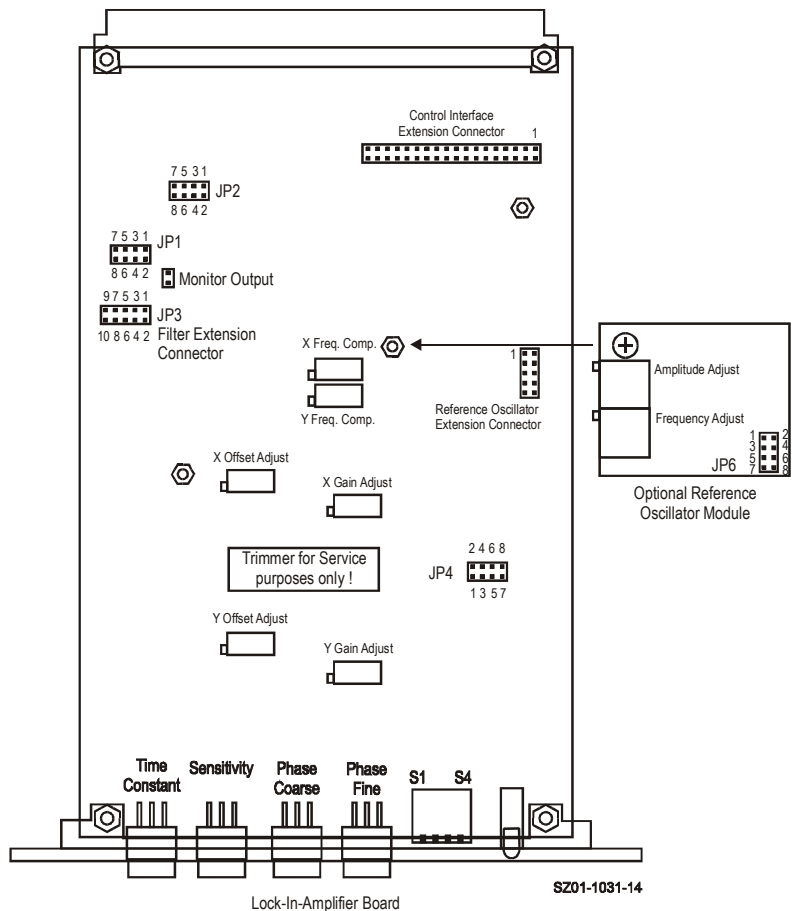 Control Interface
Extension Connector 1
7 5 3 1
JP2
8 6 4 2
7 5 3 1
JP1
8 6 4 2
Monitor Output
9 7 5 3 1
JP3
10 8 6 4 2
Filter Extension
Connector
X Freq. Comp.
Y Freq. Comp.
1
Reference Oscillator
Extension Connector
Amplitude Adjust
Frequency Adjust
1 2
3 4
5 6
7 8
JP6
Optional Reference
Oscillator Module
X Offset Adjust
X Gain Adjust
Trimmer for Service
purposes only !
2 4 6 8
JP4
1 3 5 7
Y Offset Adjust
Y Gain Adjust
Time
Constant
Sensitivity
Phase
Coarse
Phase
Fine
S1 S4
SZ01-1031-14
Lock-In-Amplifier Board